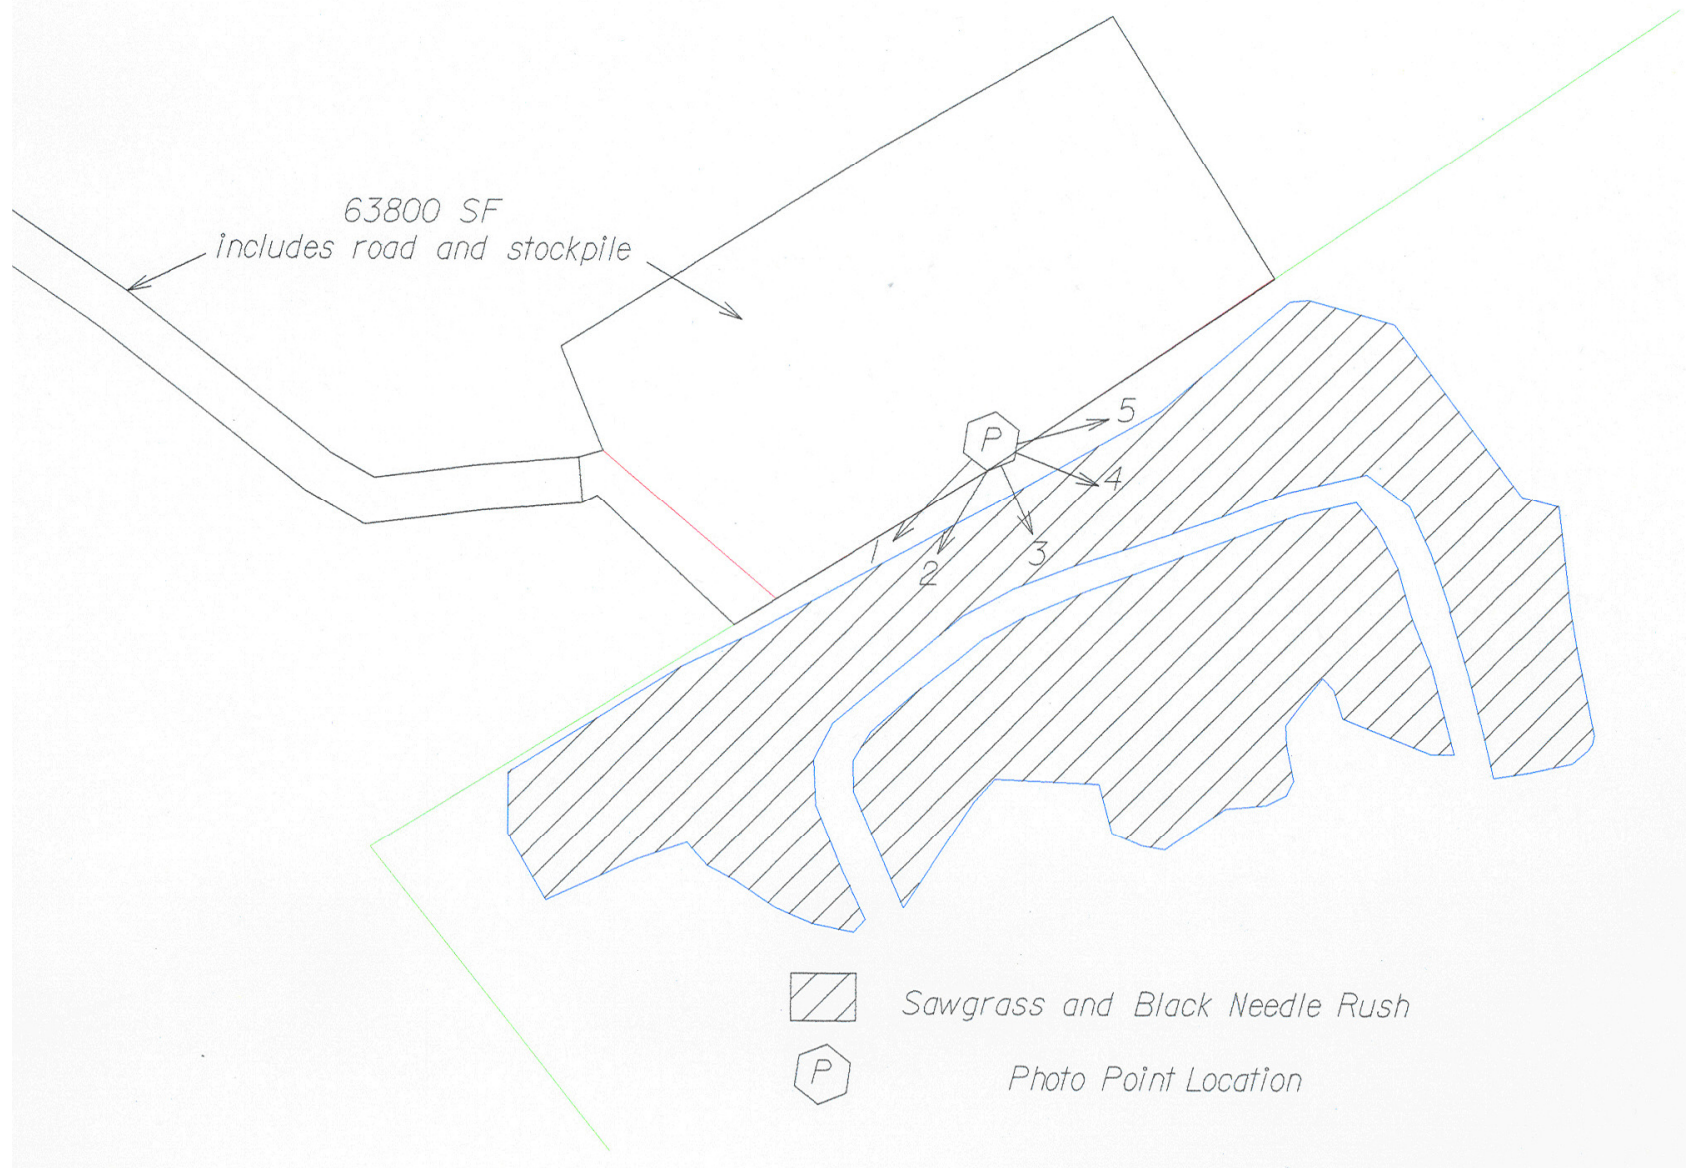 63800 SF
includes road and stockpile
P
5
4
3
2
1
Sawgrass and Black Needle Rush
P
Photo Point Location